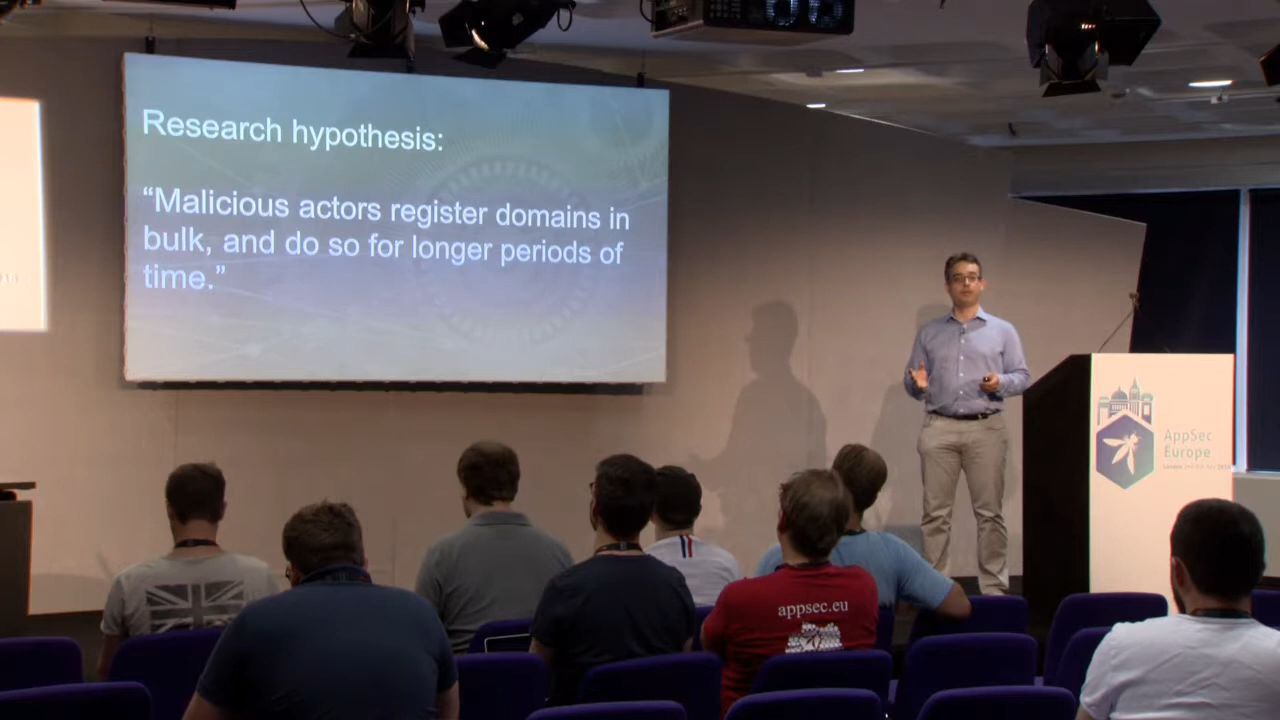 Research hypothesis:
“Malicious actors register domains in
bulk, and do so for longer periods of
time.”
AppSec
Europe
appsec.eu